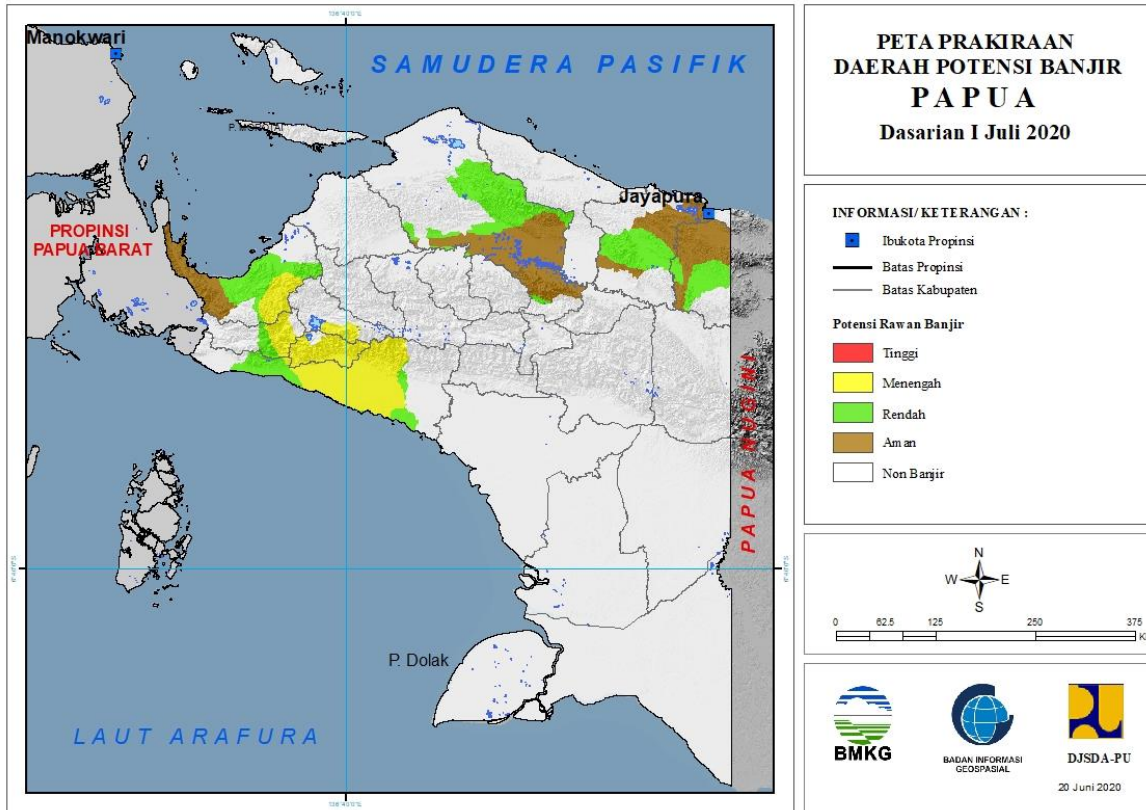 PETA PRAKIRAAN
DAERAH POTENSI BANJIR
PAPUA
Dasarian I Juli 2020
INFORMASI/ KETERANGAN :
Ibukota Propinsi
Batas Propinsi
Batas Kabupaten
Potensi Rawan Banjir
Tinggi
Menengah
Rendah
Aman
Non Banjir
N
W E
S
0 62.5 125 250 375
BMKG
BADAN INFORMASI
GEOSPASIAL
DJSDA-PU
20 Juni 2020
Manokwari
SAMUDERA PASIFIK
Jayapura
PROPINSI
PAPUA BARAT
PAPUA NUGINI
P. Dolak
LAUT ARAFURA